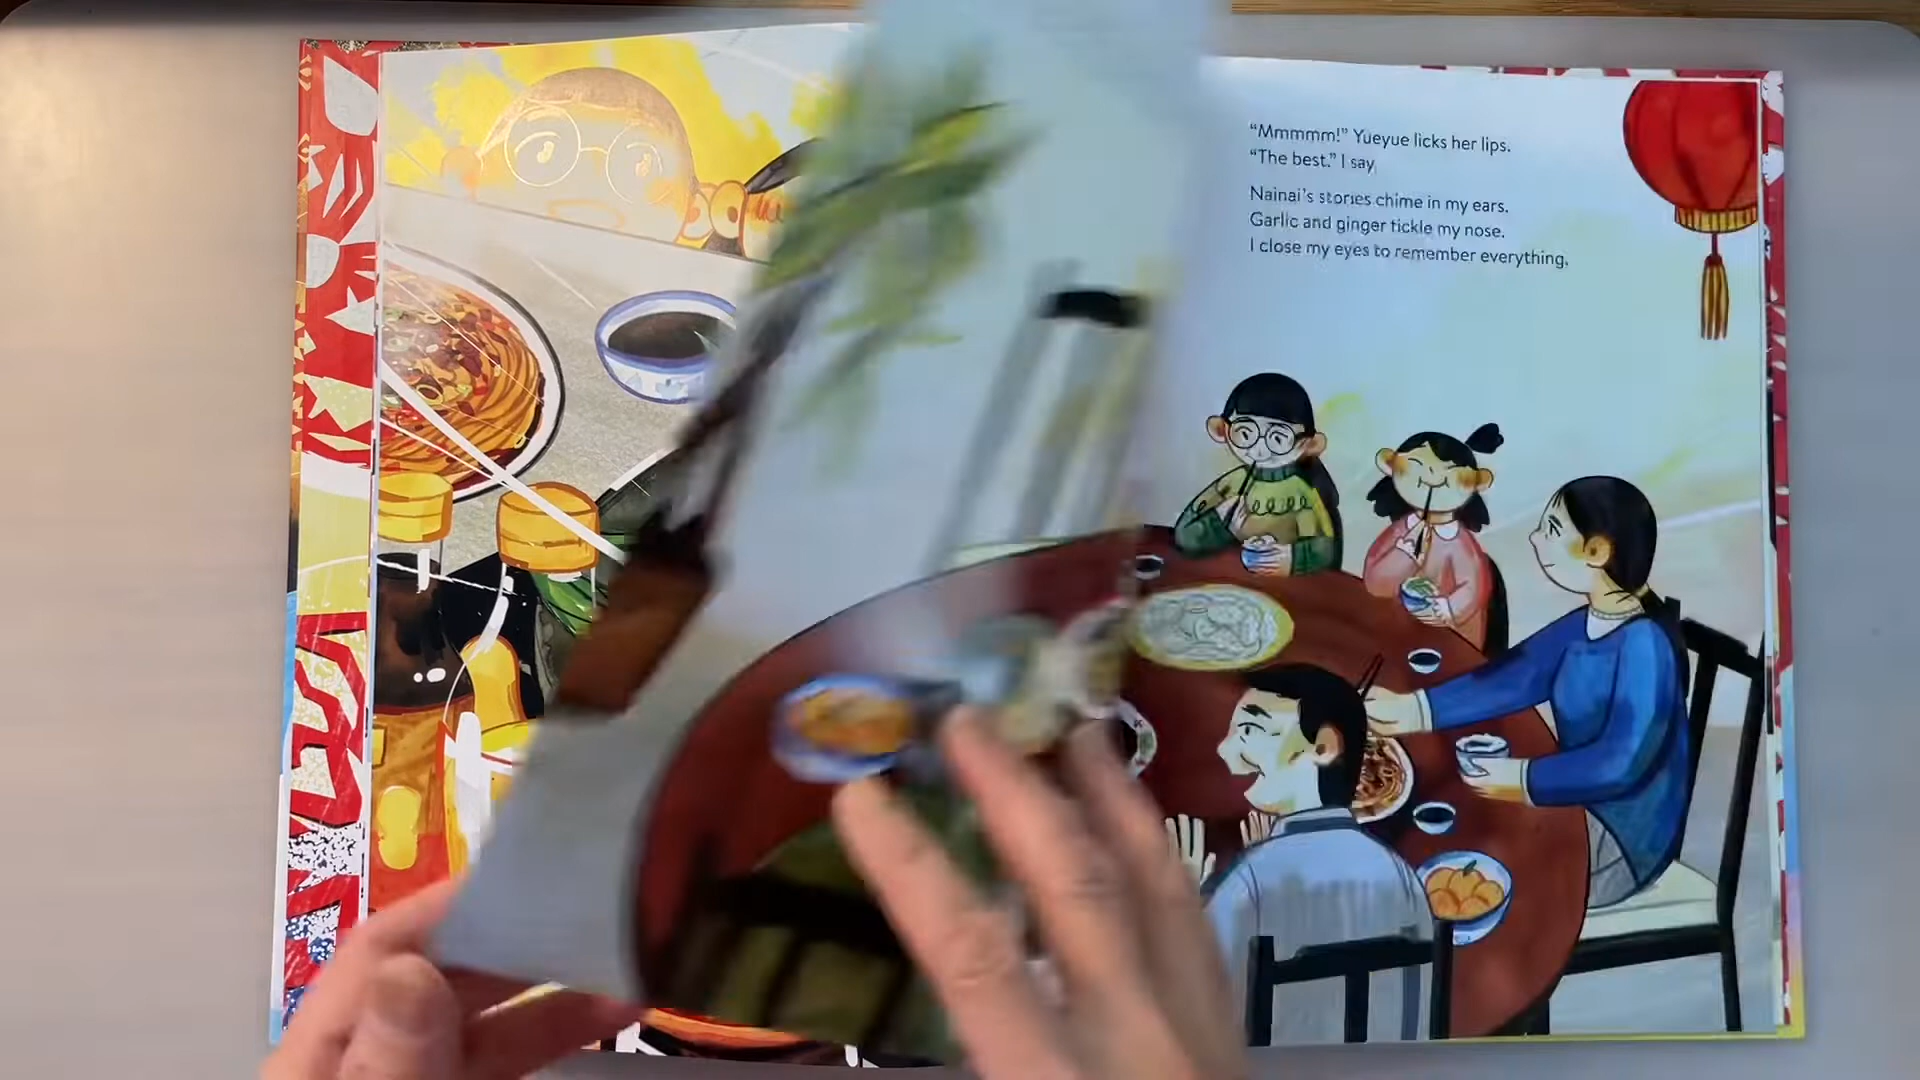 “Mmmmm!” Yueyue licks her lips.
“The best.” I say.
Nainai’s stories chime in my ears.
Garlic and ginger tickle my nose.
I close my eyes to remember everything.